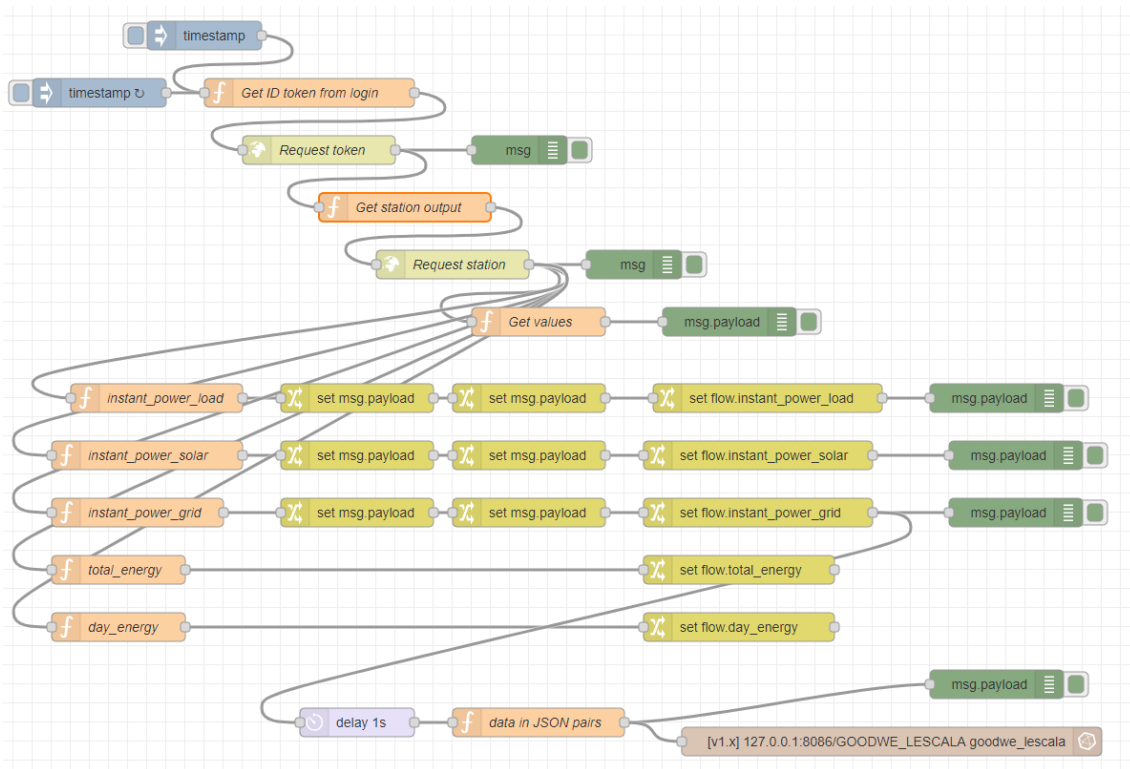 timestamp
timestamp ↻
Get ID token from login
Request token
msg
Get station output
Request station
msg
Get values
msg.payload
instant_power_load
set msg.payload
set msg.payload
set flow.instant_power_load
msg.payload
instant_power_solar
set msg.payload
set msg.payload
set flow.instant_power_solar
msg.payload
instant_power_grid
set msg.payload
set msg.payload
set flow.instant_power_grid
msg.payload
total_energy
set flow.total_energy
day_energy
set flow.day_energy
msg.payload
delay 1s
data in JSON pairs
[v1.x] 127.0.0.1:8086/GOODWE_LESCALA goodwe_lescala